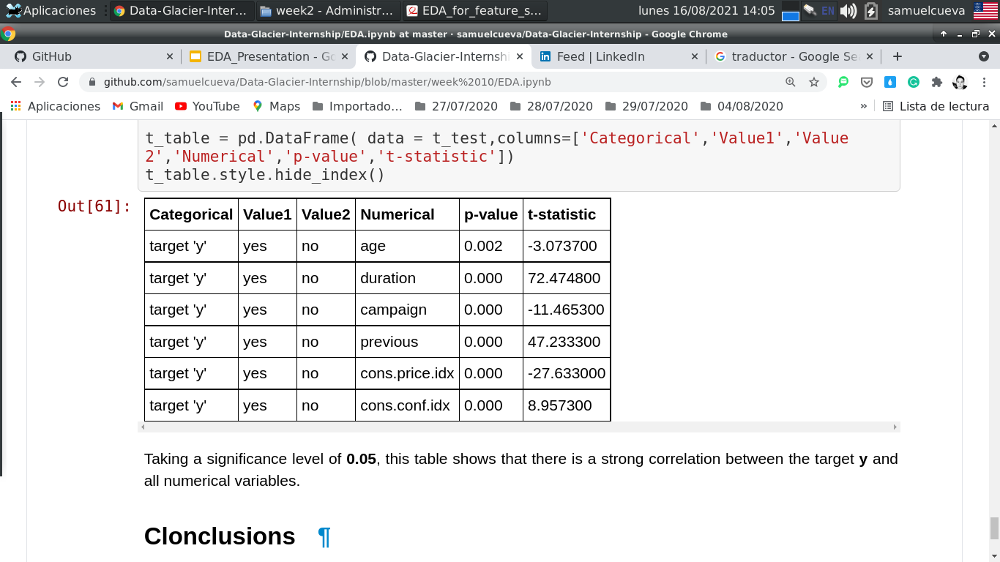 Aplicaciones Data-Glacier-Inter... week2 - Administr... EDA_for_feature_s... lunes 16/08/2021 14:05 EN samuelcueva
Data-Glacier-Internship/EDA.ipynb at master · samuelcueva/Data-Glacier-Internship - Google Chrome
GitHub EDA_Presentation - Go Data-Glacier-Internshi Feed | LinkedIn traductor - Google Se
github.com/samuelcueva/Data-Glacier-Internship/blob/master/week%2010/EDA.ipynb
Aplicaciones Gmail YouTube Maps Importado... 27/07/2020 28/07/2020 29/07/2020 04/08/2020 » Lista de lectura
t_table = pd.DataFrame( data = t_test,columns=['Categorical','Value1','Value
2','Numerical','p-value','t-statistic'])
t_table.style.hide_index()
Out[61]:
Categorical Value1 Value2 Numerical p-value t-statistic
target 'y' yes no age 0.002 -3.073700
target 'y' yes no duration 0.000 72.474800
target 'y' yes no campaign 0.000 -11.465300
target 'y' yes no previous 0.000 47.233300
target 'y' yes no cons.price.idx 0.000 -27.633000
target 'y' yes no cons.conf.idx 0.000 8.957300
Taking a significance level of 0.05, this table shows that there is a strong correlation between the target y and
all numerical variables.
Clonclusions ¶